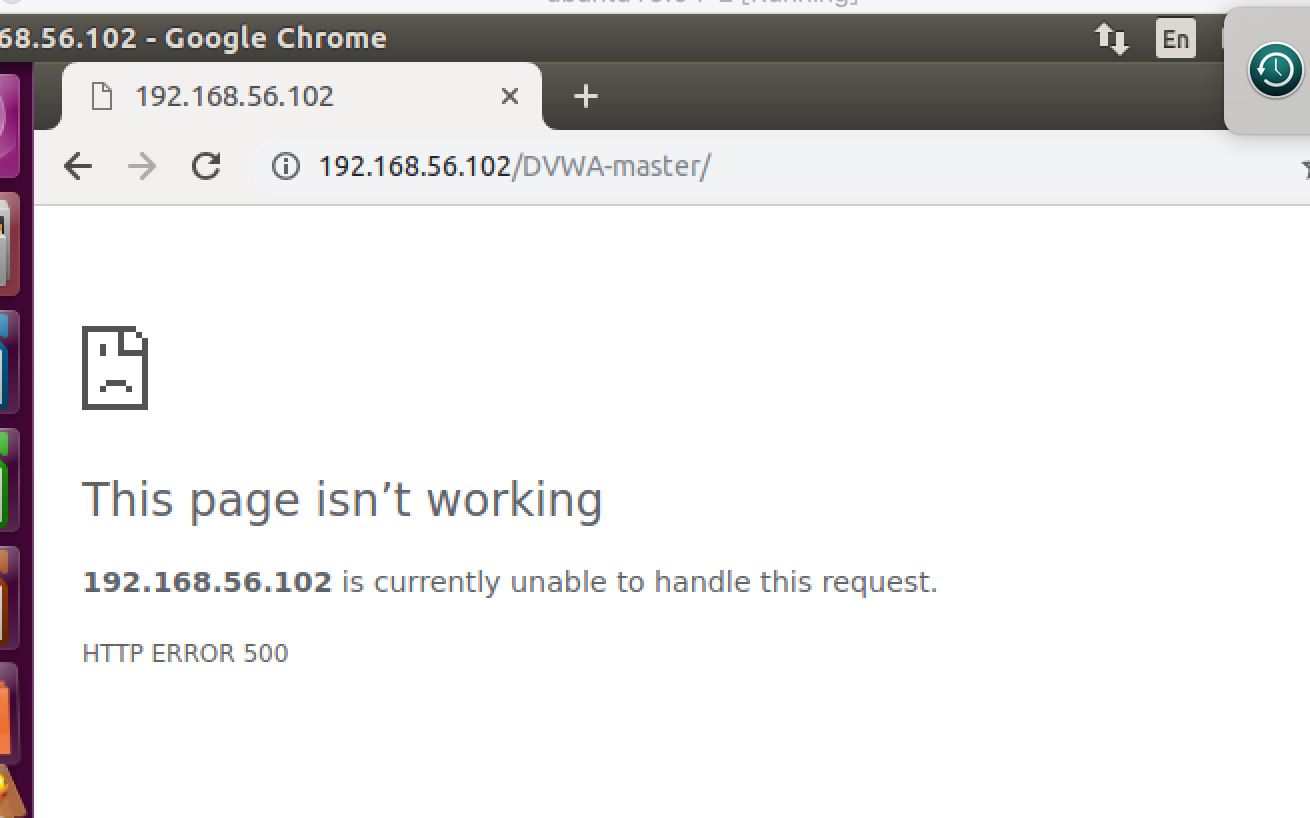 68.56.102 - Google Chrome
En
192.168.56.102
192.168.56.102/DVWA-master/
This page isn’t working
192.168.56.102 is currently unable to handle this request.
HTTP ERROR 500